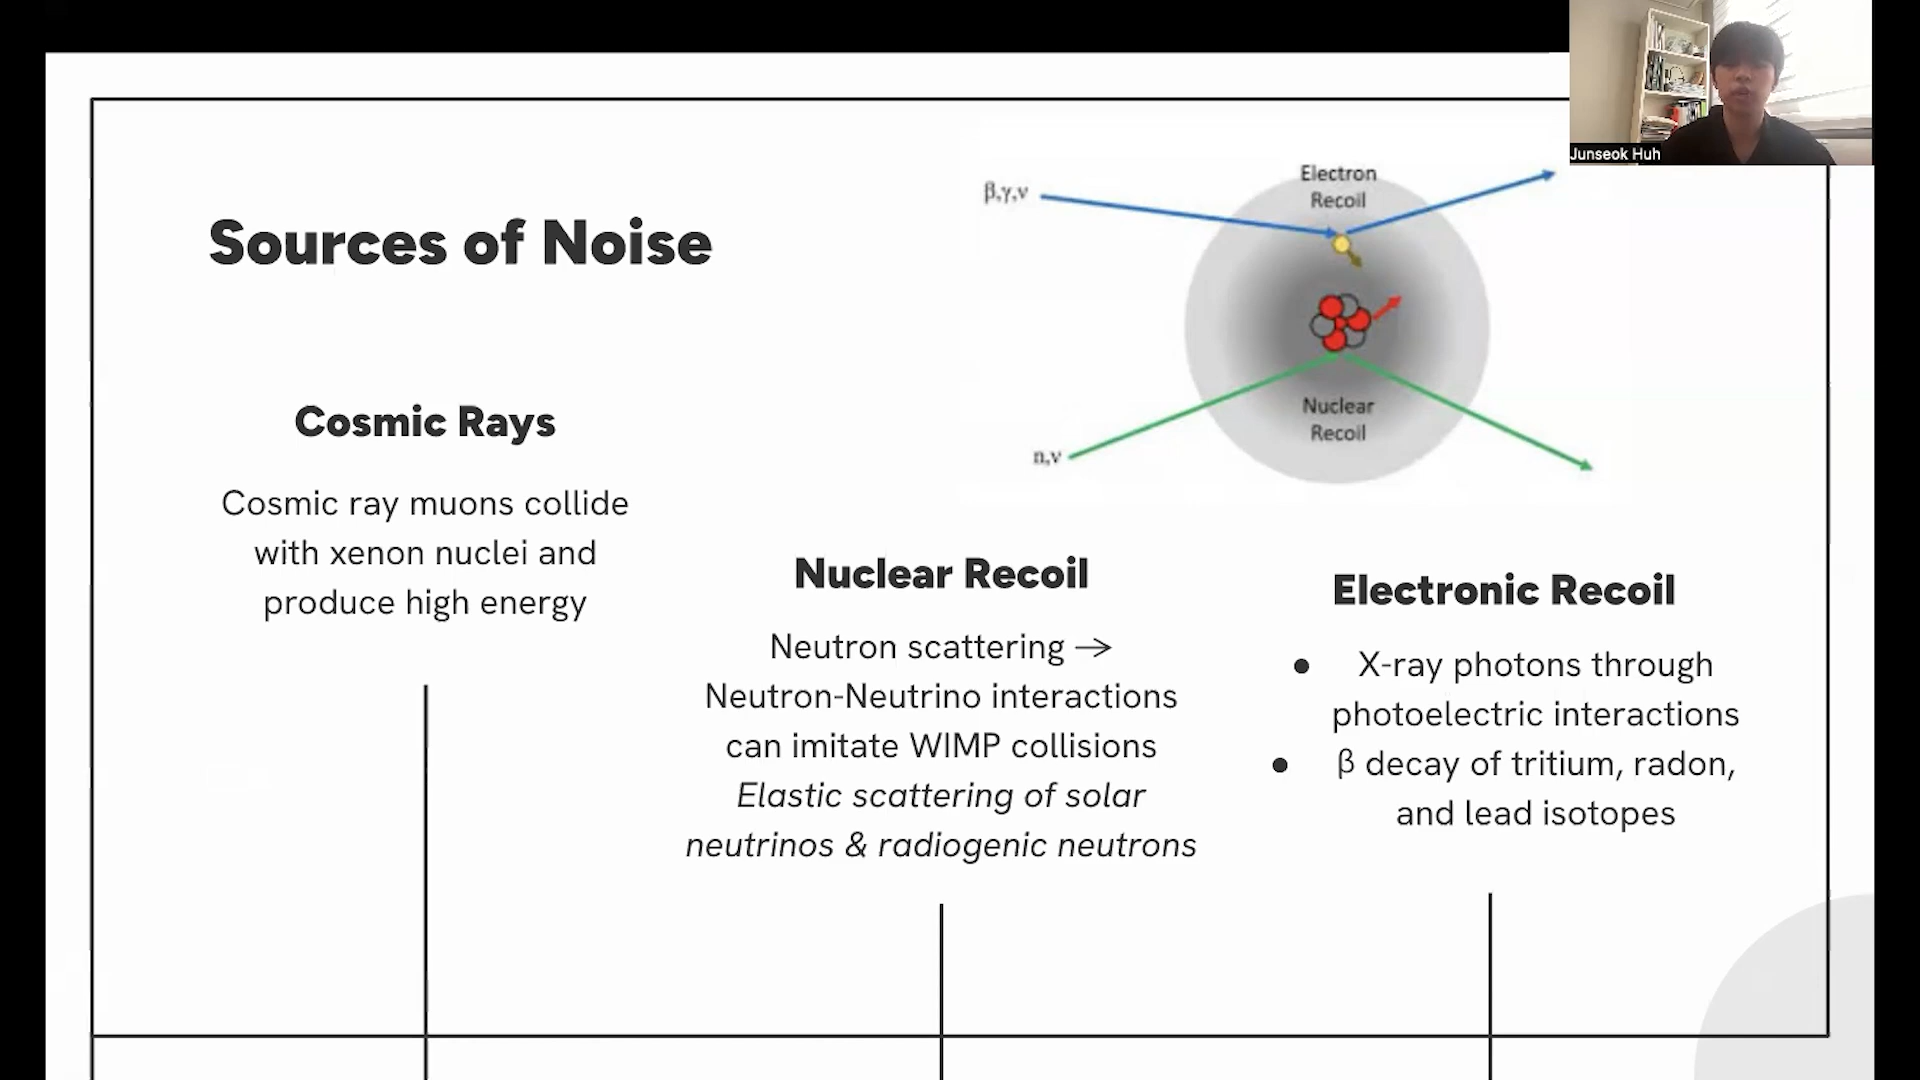 Junseok Huh
Sources of Noise
β,γ,ν
Electron
Recoil
Nuclear
Recoil
n,ν
Cosmic Rays
Cosmic ray muons collide
with xenon nuclei and
produce high energy
Nuclear Recoil
Neutron scattering →
Neutron-Neutrino interactions
can imitate WIMP collisions
Elastic scattering of solar
neutrinos & radiogenic neutrons
Electronic Recoil
● X-ray photons through
photoelectric interactions
● β decay of tritium, radon,
and lead isotopes